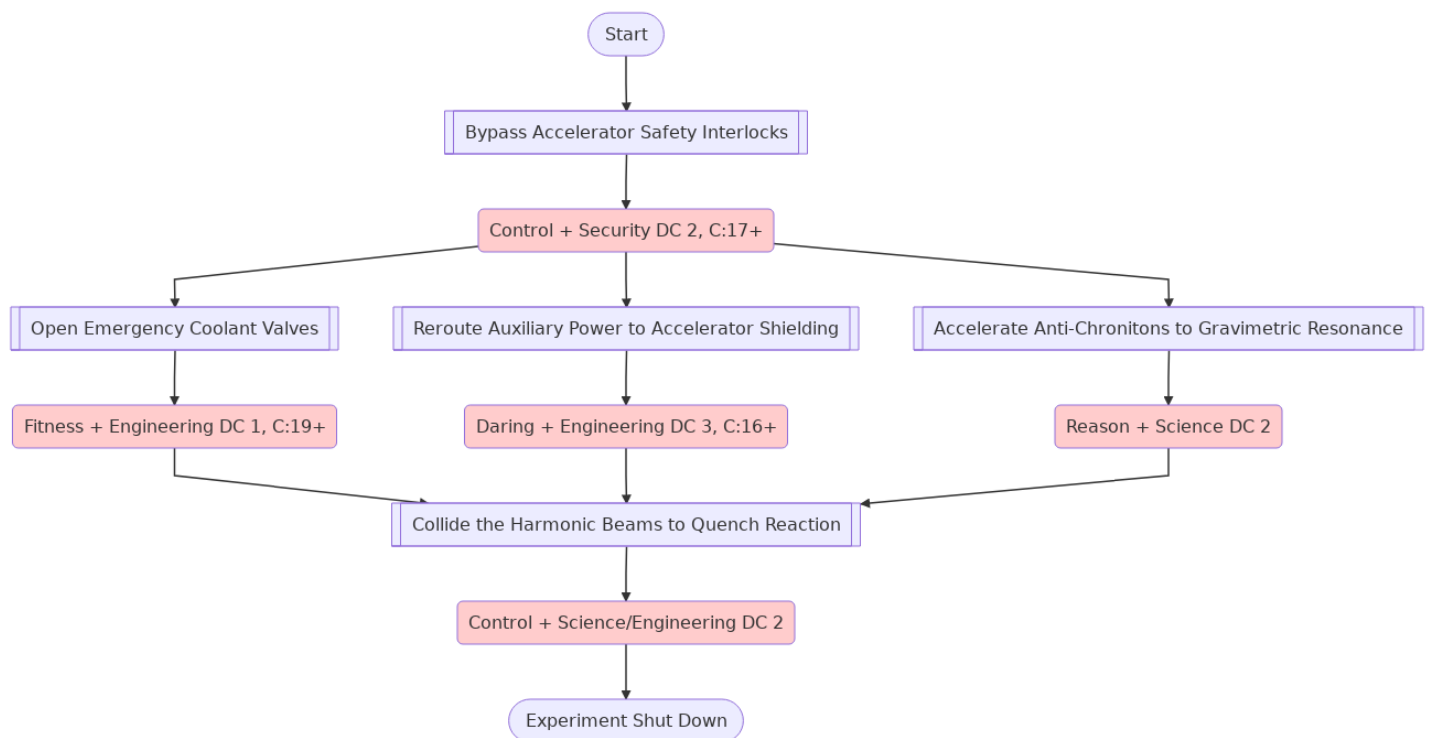 Start
Bypass Accelerator Safety Interlocks
Control + Security DC 2, C:17+
Open Emergency Coolant Valves
Reroute Auxiliary Power to Accelerator Shielding
Accelerate Anti-Chronitons to Gravimetric Resonance
Fitness + Engineering DC 1, C:19+
Daring + Engineering DC 3, C:16+
Reason + Science DC 2
Collide the Harmonic Beams to Quench Reaction
Control + Science/Engineering DC 2
Experiment Shut Down